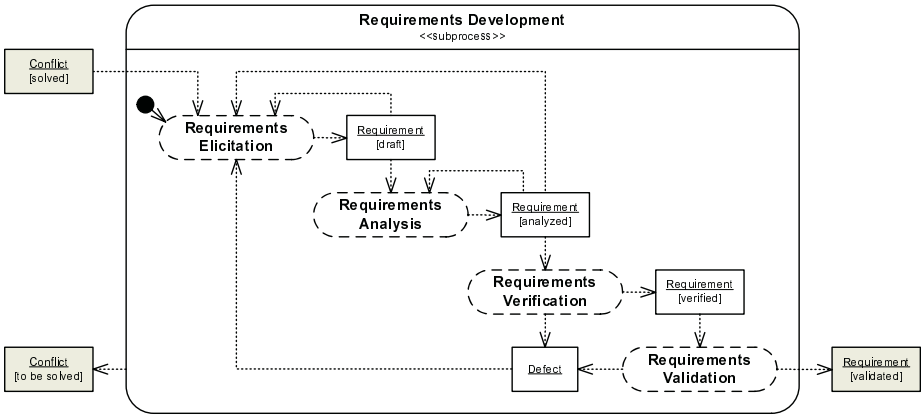 Requirements Development
<<subprocess>>
Conflict
[solved]
Requirements
Elicitation
Requirement
[draft]
Requirements
Analysis
Requirement
[analyzed]
Requirements
Verification
Requirement
[verified]
Conflict
[to be solved]
Defect
Requirements
Validation
Requirement
[validated]